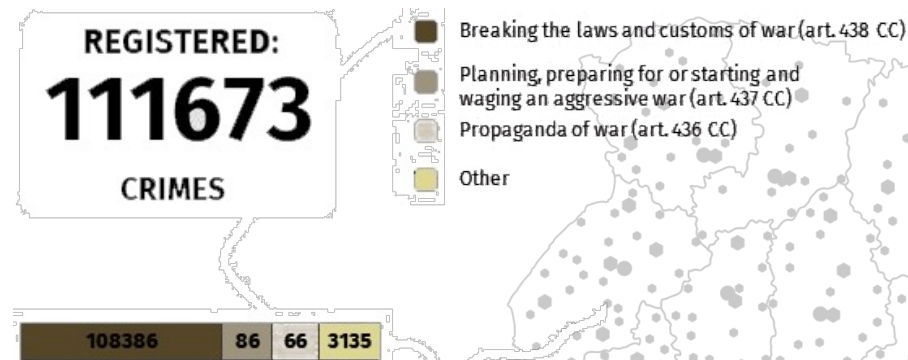 REGISTERED:
111673
CRIMES
Breaking the laws and customs of war (art. 438 CC)
Planning, preparing for or starting and
waging an aggressive war (art. 437 CC)
Propaganda of war (art. 436 CC)
Other
108386 86 66 3135